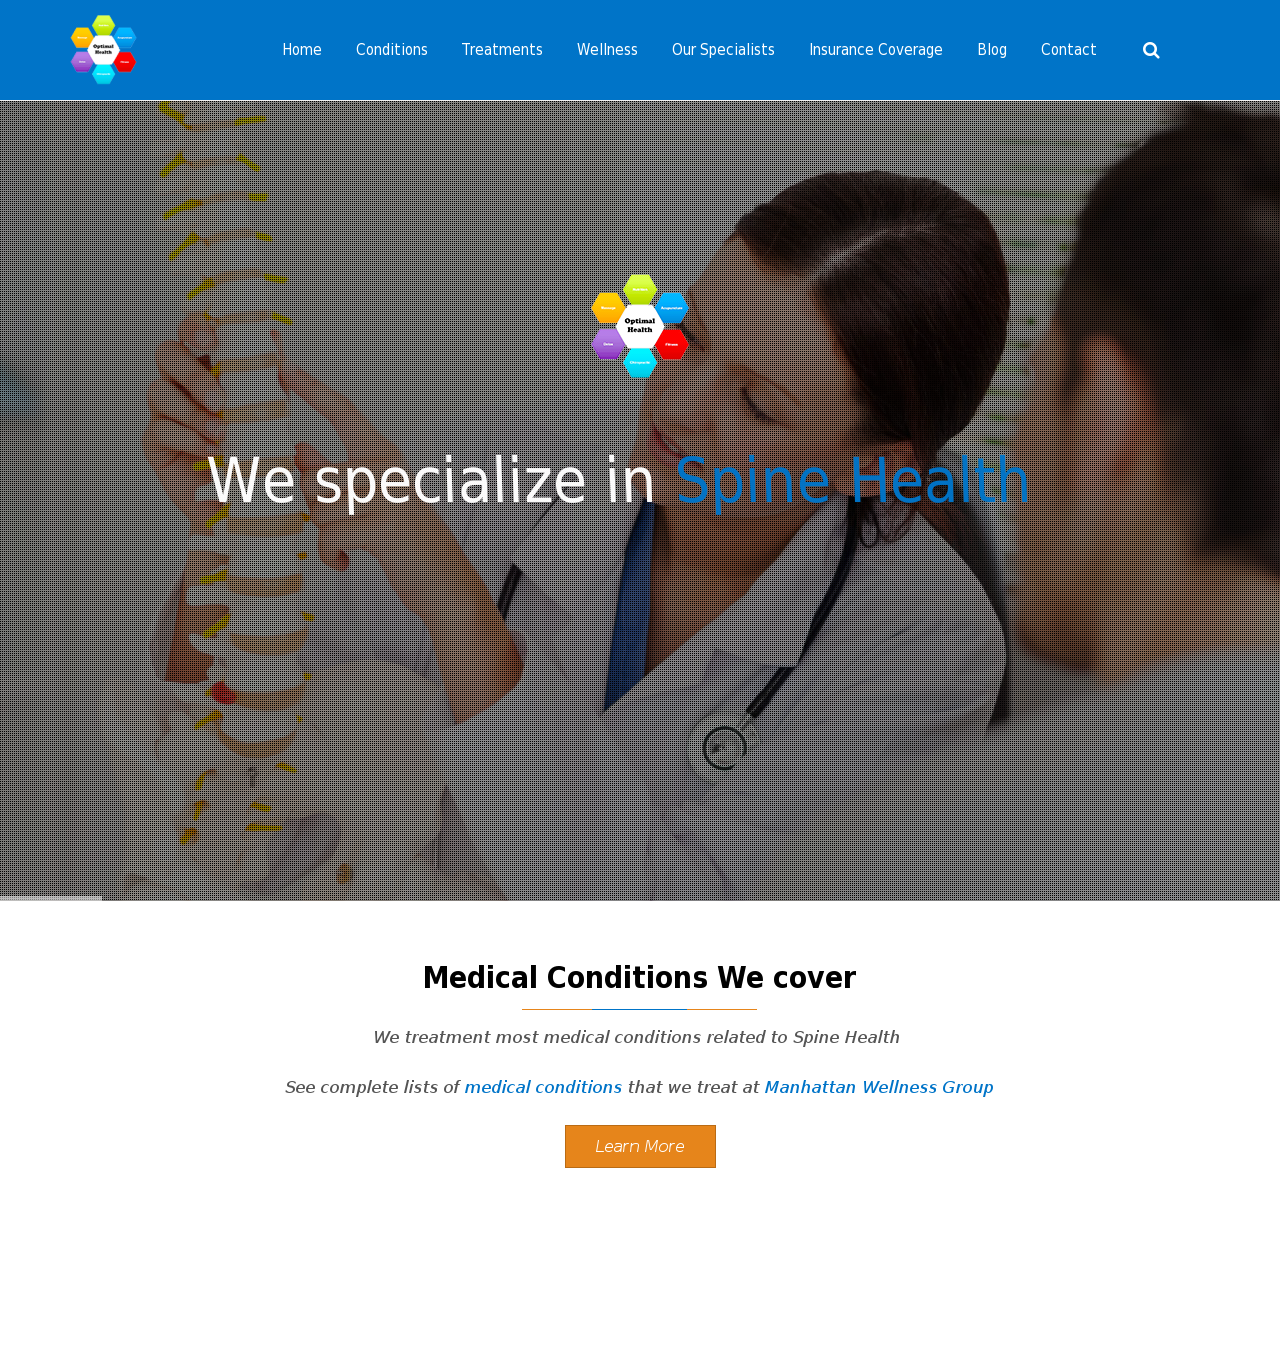 Optimal
Health
Home Conditions Treatments Wellness Our Specialists Insurance Coverage Blog Contact
Optimal
Health
We specialize in Spine Health
Medical Conditions We cover
We treatment most medical conditions related to Spine Health
See complete lists of medical conditions that we treat at Manhattan Wellness Group
Learn More